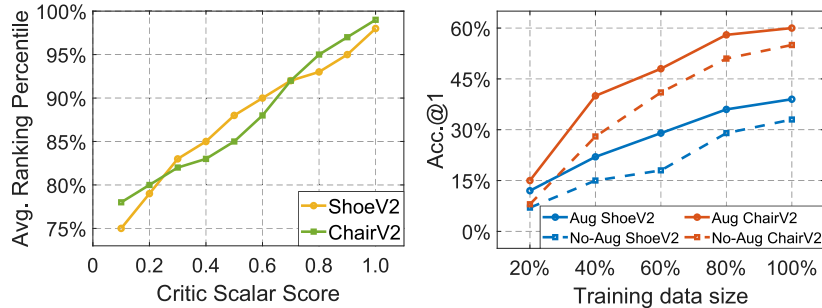 Avg. Ranking Percentile
100%
95%
90%
85%
80%
75%
0 0.2 0.4 0.6 0.8 1.0
Critic Scalar Score
ShoeV2
ChairV2
Acc.@1
60%
45%
30%
15%
0%
20% 40% 60% 80% 100%
Training data size
Aug ShoeV2 Aug ChairV2
No-Aug ShoeV2 No-Aug ChairV2